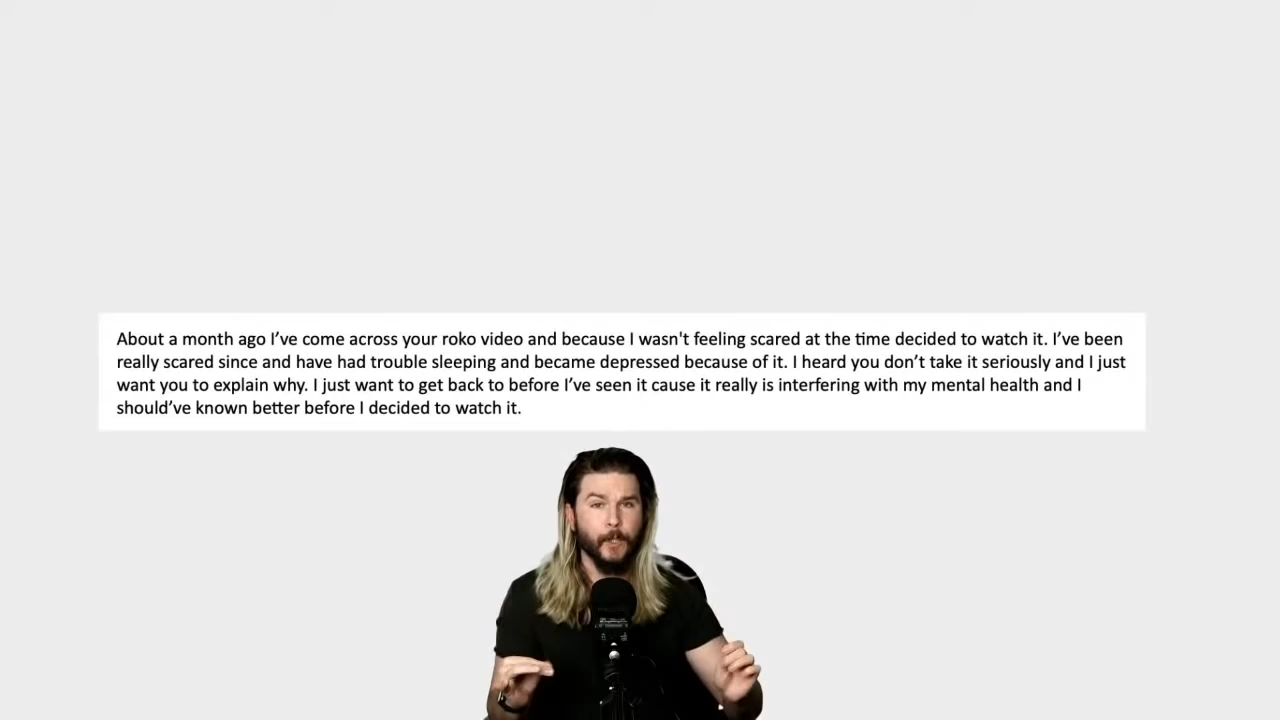 About a month ago I’ve come across your roko video and because I wasn't feeling scared at the time decided to watch it. I’ve been
really scared since and have had trouble sleeping and became depressed because of it. I heard you don’t take it seriously and I just
want you to explain why. I just want to get back to before I’ve seen it cause it really is interfering with my mental health and I
should’ve known better before I decided to watch it.